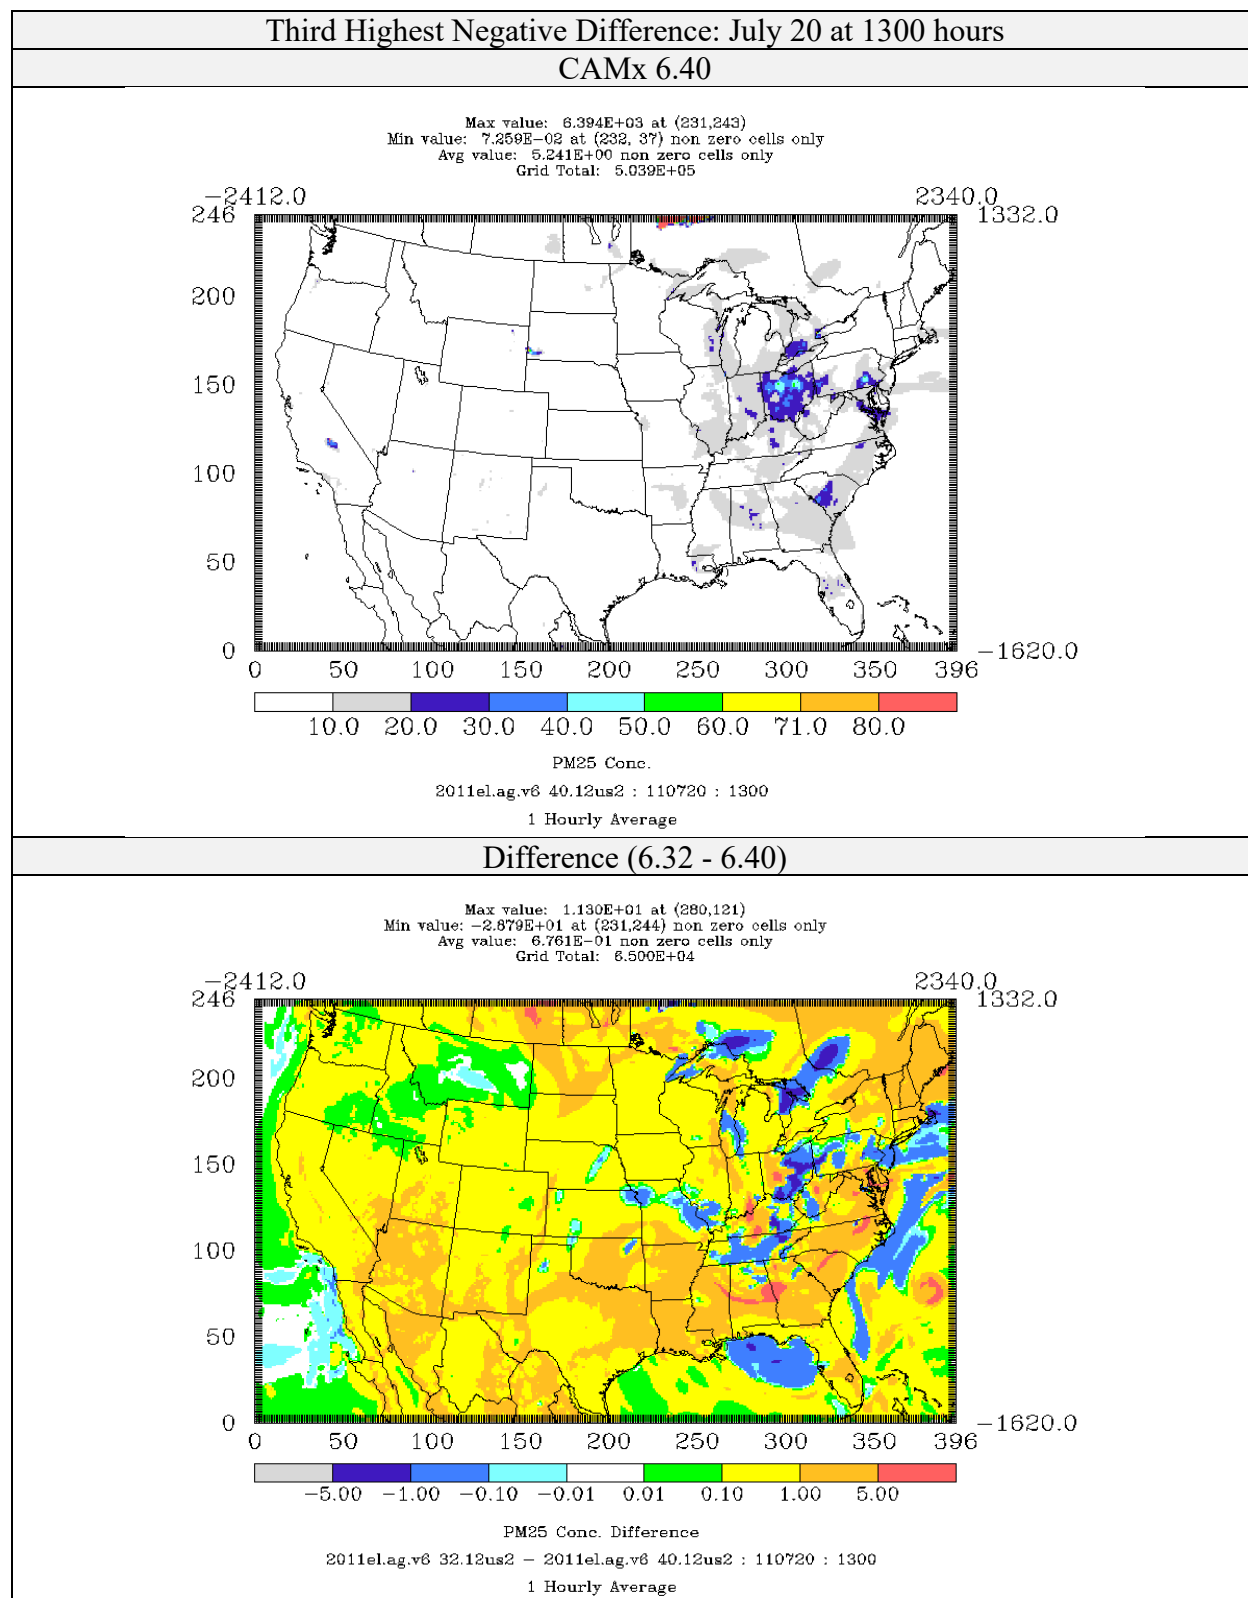 Third Highest Negative Difference: July 20 at 1300 hours
CAMx 6.40
Max value: 6.394E+03 at (231,243)
Min value: 7.259E-02 at (232, 37) non zero cells only
Avg value: 5.241E+00 non zero cells only
Grid Total: 5.039E+05
-2412.0 2340.0
246 1332.0
200
150
100
50
0 -1620.0
0 50 100 150 200 250 300 350 396
10.0 20.0 30.0 40.0 50.0 60.0 71.0 80.0
PM25 Conc.
2011el.ag.v6 40.12us2 : 110720 : 1300
1 Hourly Average
Difference (6.32 - 6.40)
Max value: 1.130E+01 at (280,121)
Min value: -2.879E+01 at (231,244) non zero cells only
Avg value: 6.761E-01 non zero cells only
Grid Total: 6.500E+04
-2412.0 2340.0
246 1332.0
200
150
100
50
0 -1620.0
0 50 100 150 200 250 300 350 396
-5.00 -1.00 -0.10 -0.01 0.01 0.10 1.00 5.00
PM25 Conc. Difference
2011el.ag.v6 32.12us2 - 2011el.ag.v6 40.12us2 : 110720 : 1300
1 Hourly Average